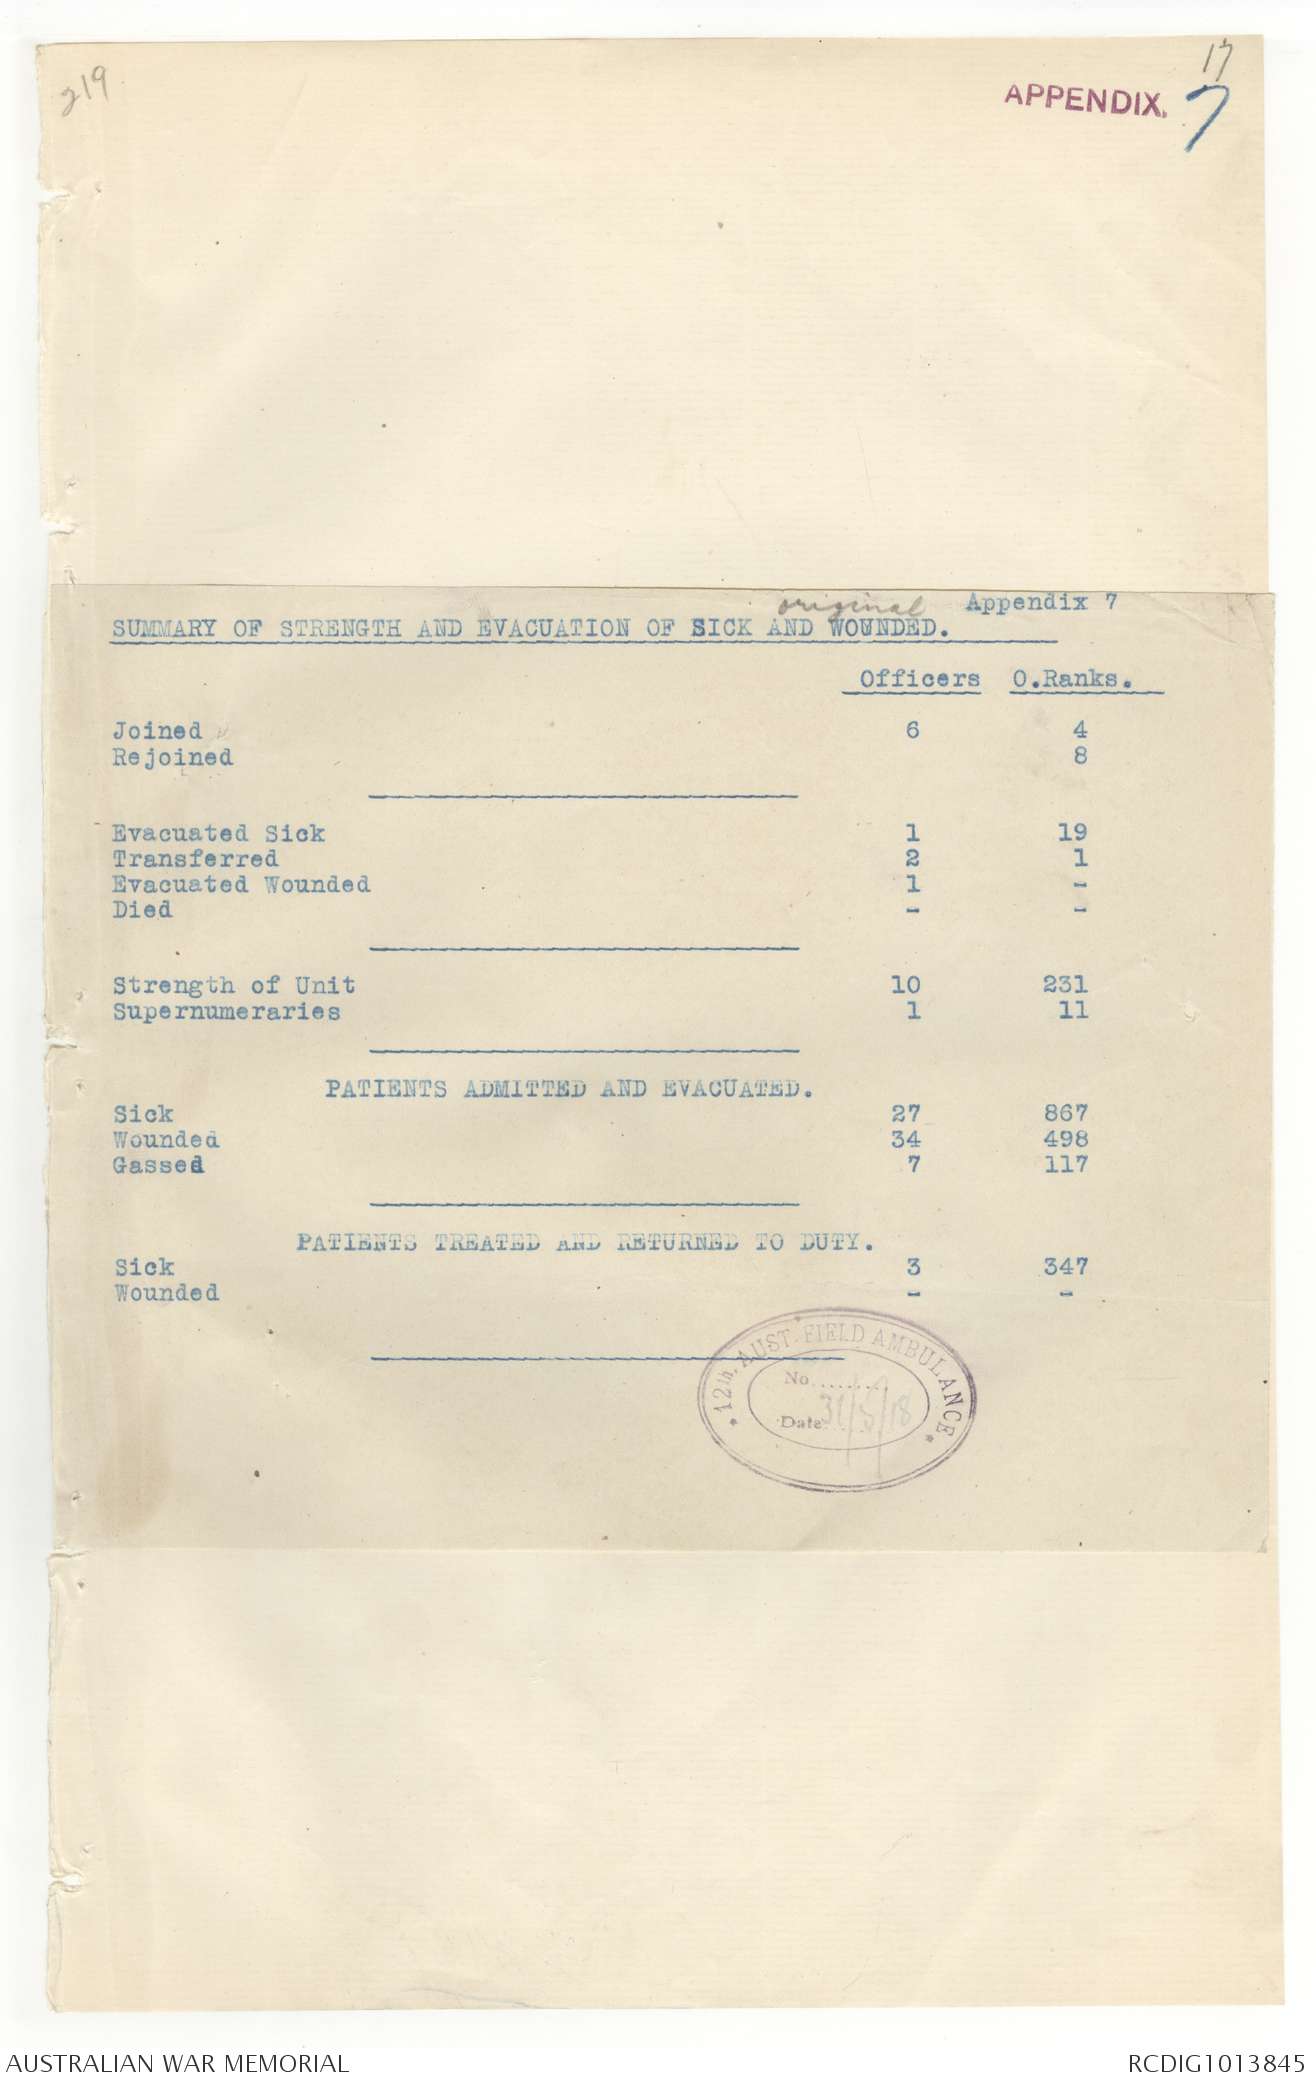 219
17
APPENDIX. 7
original Appendix 7
SUMMARY OF STRENGTH AND EVACUATION OF SICK AND WOUNDED.
Officers O.Ranks.
Joined 6 4
Rejoined 8
Evacuated Sick 1 19
Transferred 2 1
Evacuated Wounded 1 -
Died - -
Strength of Unit 10 231
Supernumeraries 1 11
PATIENTS ADMITTED AND EVACUATED.
Sick 27 867
Wounded 34 498
Gassed 7 117
PATIENTS TREATED AND RETURNED TO DUTY.
Sick 3 347
Wounded - -
* 12th. AUST. FIELD AMBULANCE *
No.........
Date 31/5/18
AUSTRALIAN WAR MEMORIAL RCDIG1013845